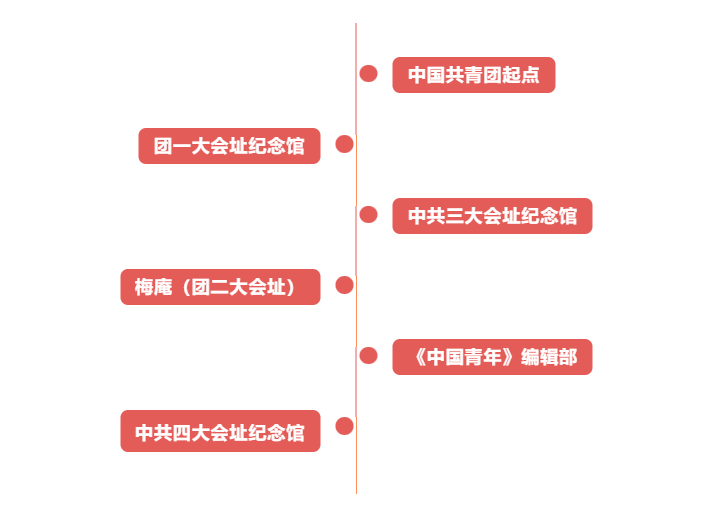 中国共青团起点
团一大会址纪念馆
中共三大会址纪念馆
梅庵（团二大会址）
《中国青年》编辑部
中共四大会址纪念馆